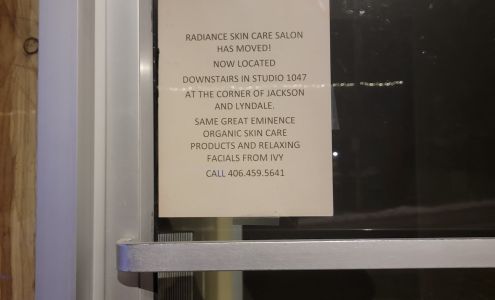 RADIANCE SKIN CARE SALON
HAS MOVED!
NOW LOCATED
DOWNSTAIRS IN STUDIO 1047
AT THE CORNER OF JACKSON
AND LYNDALE.
SAME GREAT EMINENCE
ORGANIC SKIN CARE
PRODUCTS AND RELAXING
FACIALS FROM IVY
CALL 406.459.5641